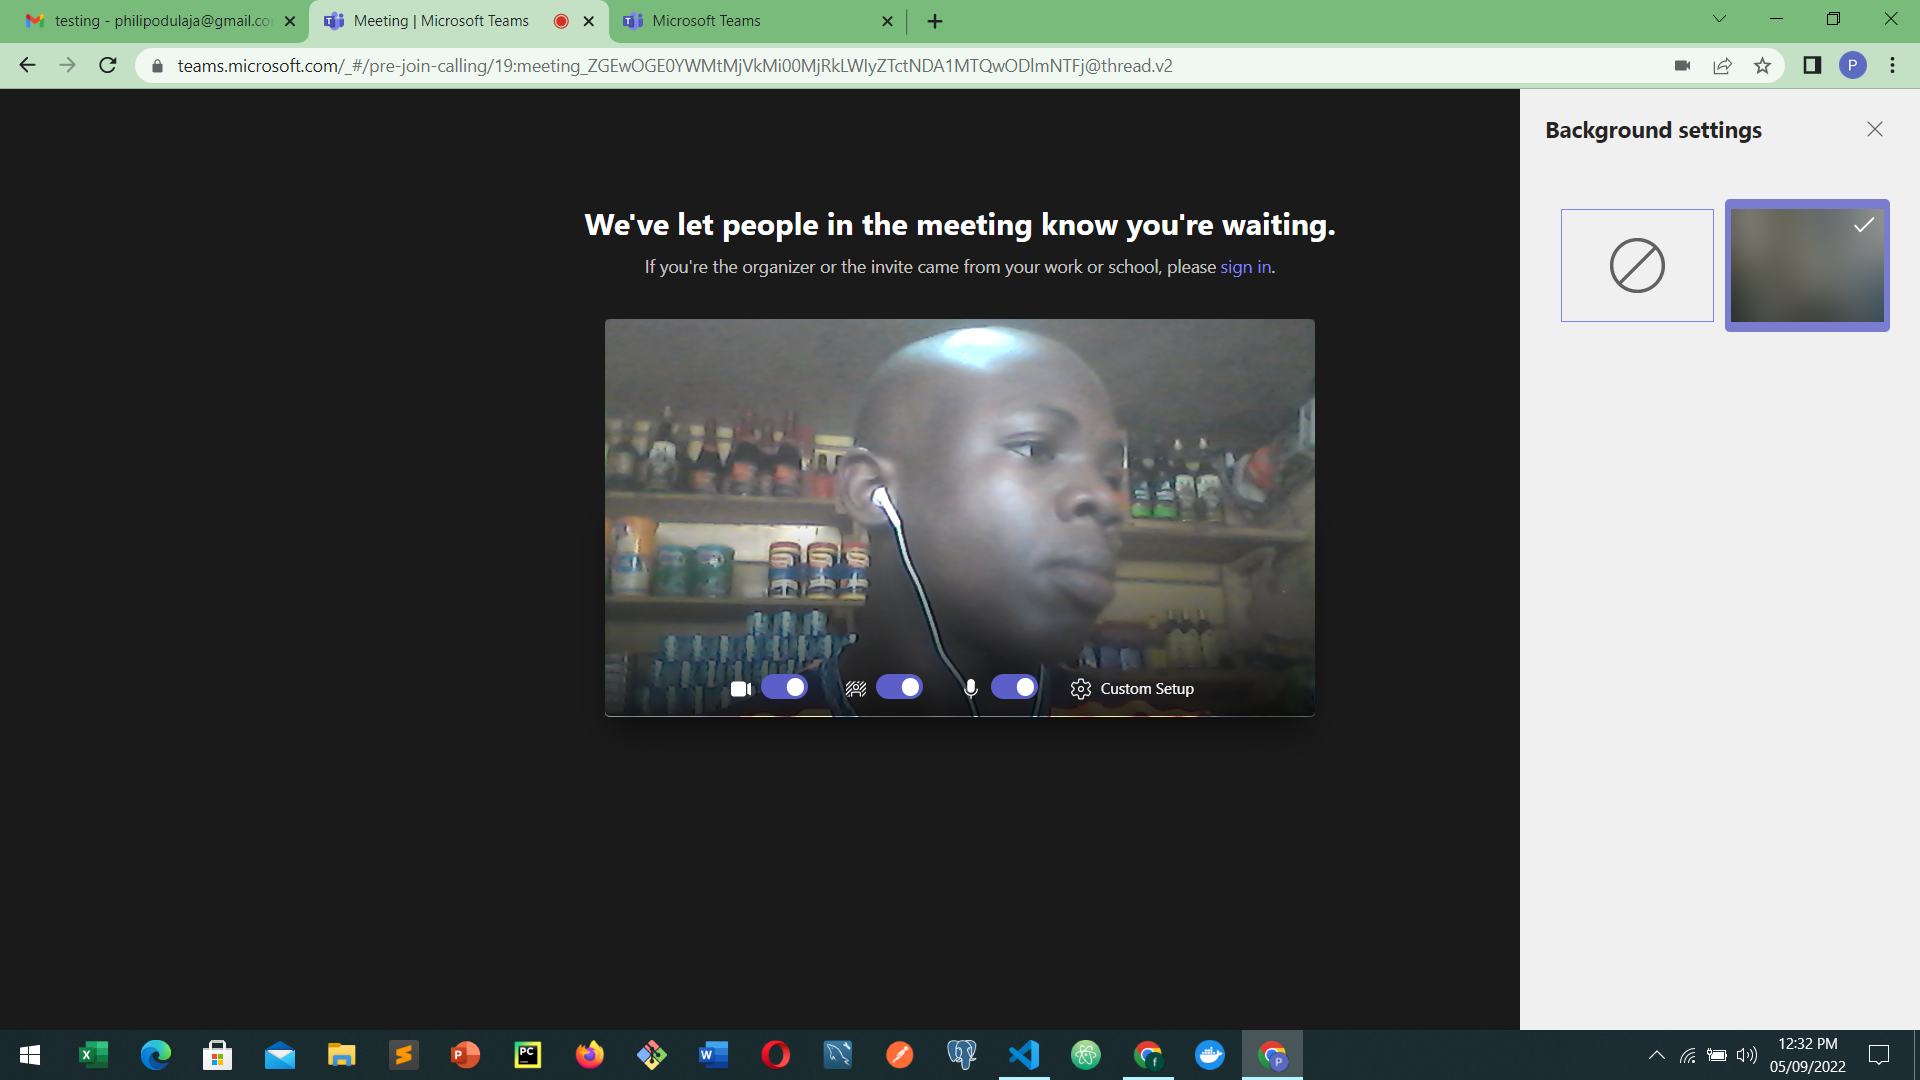 testing - philipodulaja@gmail.co
Meeting | Microsoft Teams
Microsoft Teams
teams.microsoft.com/_#/pre-join-calling/19:meeting_ZGEwOGE0YWMtMjVkMi00MjRkLWIyZTctNDA1MTQwODlmNTFj@thread.v2
P
Background settings
We've let people in the meeting know you're waiting.
If you're the organizer or the invite came from your work or school, please sign in.
Custom Setup
12:32 PM
05/09/2022